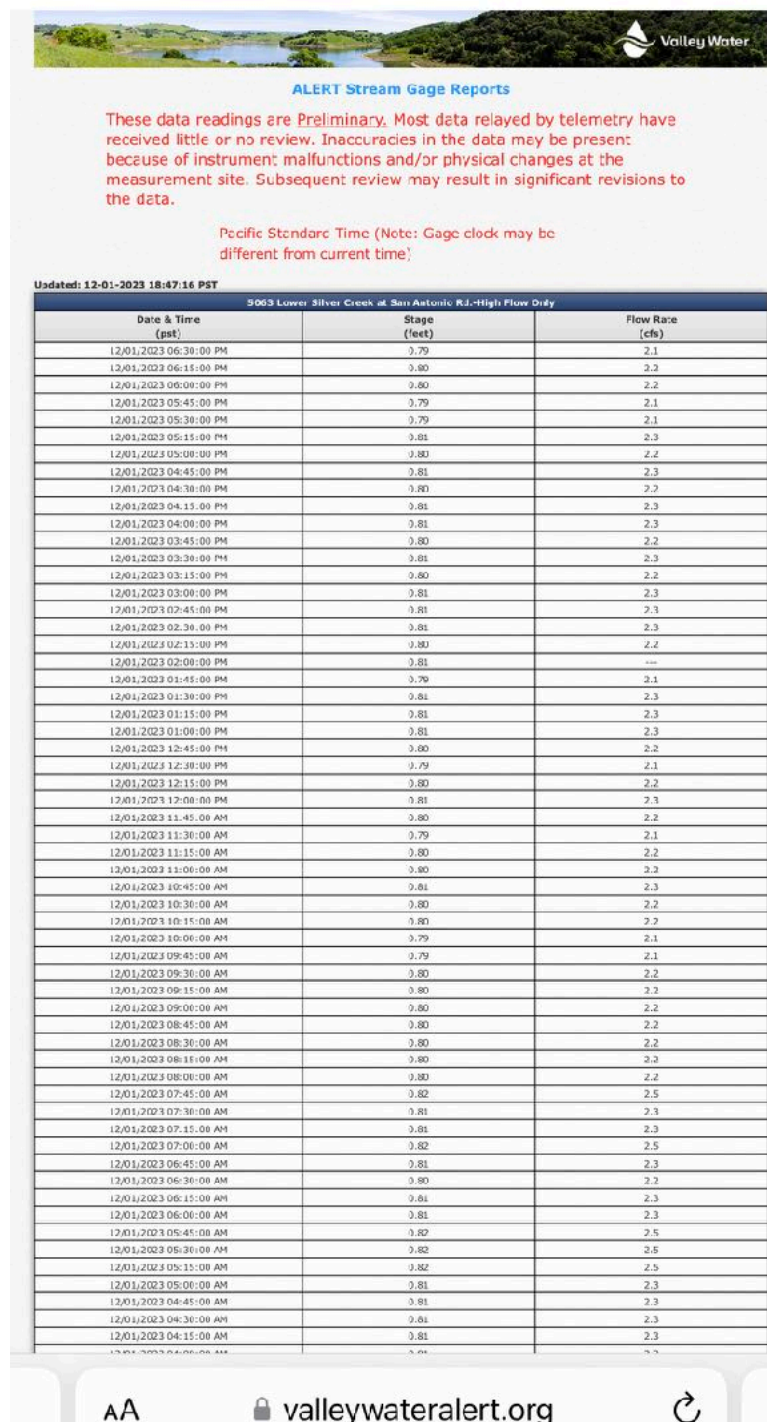 Valley Water
ALERT Stream Gage Reports
These data readings are Preliminary. Most data relayed by telemetry have
received little or no review. Inaccuracies in the data may be present
because of instrument malfunctions and/or physical changes at the
measurement site. Subsequent review may result in significant revisions to
the data.
Pacific Standard Time (Note: Gage clock may be
different from current time)
Updated: 12-01-2023 18:47:16 PST
5063 Lower Silver Creek at San Antonio Rd.-High Flow Only
Date & Time Stage Flow Rate
(pst) (feet) (cfs)
12/01/2023 06:30:00 PM 0.79 2.1
12/01/2023 06:15:00 PM 0.80 2.2
12/01/2023 06:00:00 PM 0.80 2.2
12/01/2023 05:45:00 PM 0.79 2.1
12/01/2023 05:30:00 PM 0.79 2.1
12/01/2023 05:15:00 PM 0.81 2.3
12/01/2023 05:00:00 PM 0.80 2.2
12/01/2023 04:45:00 PM 0.81 2.3
12/01/2023 04:30:00 PM 0.80 2.2
12/01/2023 04:15:00 PM 0.81 2.3
12/01/2023 04:00:00 PM 0.81 2.3
12/01/2023 03:45:00 PM 0.80 2.2
12/01/2023 03:30:00 PM 0.81 2.3
12/01/2023 03:15:00 PM 0.80 2.2
12/01/2023 03:00:00 PM 0.81 2.3
12/01/2023 02:45:00 PM 0.81 2.3
12/01/2023 02:30:00 PM 0.81 2.3
12/01/2023 02:15:00 PM 0.80 2.2
12/01/2023 02:00:00 PM 0.81 ---
12/01/2023 01:45:00 PM 0.79 2.1
12/01/2023 01:30:00 PM 0.81 2.3
12/01/2023 01:15:00 PM 0.81 2.3
12/01/2023 01:00:00 PM 0.81 2.3
12/01/2023 12:45:00 PM 0.80 2.2
12/01/2023 12:30:00 PM 0.79 2.1
12/01/2023 12:15:00 PM 0.80 2.2
12/01/2023 12:00:00 PM 0.81 2.3
12/01/2023 11:45:00 AM 0.80 2.2
12/01/2023 11:30:00 AM 0.79 2.1
12/01/2023 11:15:00 AM 0.80 2.2
12/01/2023 11:00:00 AM 0.80 2.2
12/01/2023 10:45:00 AM 0.81 2.3
12/01/2023 10:30:00 AM 0.80 2.2
12/01/2023 10:15:00 AM 0.80 2.2
12/01/2023 10:00:00 AM 0.79 2.1
12/01/2023 09:45:00 AM 0.79 2.1
12/01/2023 09:30:00 AM 0.80 2.2
12/01/2023 09:15:00 AM 0.80 2.2
12/01/2023 09:00:00 AM 0.80 2.2
12/01/2023 08:45:00 AM 0.80 2.2
12/01/2023 08:30:00 AM 0.80 2.2
12/01/2023 08:15:00 AM 0.80 2.2
12/01/2023 08:00:00 AM 0.80 2.2
12/01/2023 07:45:00 AM 0.82 2.5
12/01/2023 07:30:00 AM 0.81 2.3
12/01/2023 07:15:00 AM 0.81 2.3
12/01/2023 07:00:00 AM 0.82 2.5
12/01/2023 06:45:00 AM 0.81 2.3
12/01/2023 06:30:00 AM 0.80 2.2
12/01/2023 06:15:00 AM 0.81 2.3
12/01/2023 06:00:00 AM 0.81 2.3
12/01/2023 05:45:00 AM 0.82 2.5
12/01/2023 05:30:00 AM 0.82 2.5
12/01/2023 05:15:00 AM 0.82 2.5
12/01/2023 05:00:00 AM 0.81 2.3
12/01/2023 04:45:00 AM 0.81 2.3
12/01/2023 04:30:00 AM 0.81 2.3
12/01/2023 04:15:00 AM 0.81 2.3
AA valleywateralert.org